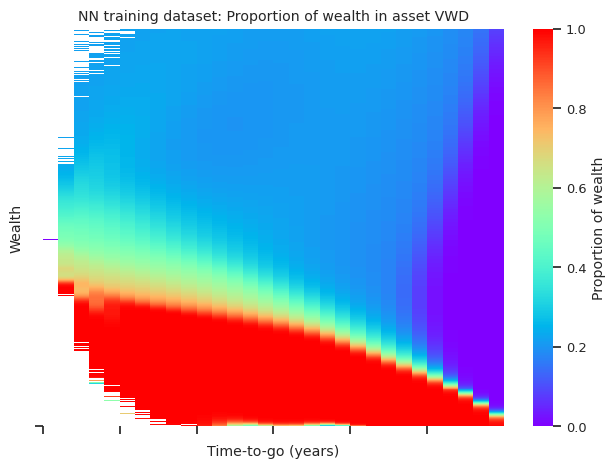 NN training dataset: Proportion of wealth in asset VWD
Wealth
Time-to-go (years)
1.0
0.8
0.6
0.4
0.2
0.0
Proportion of wealth